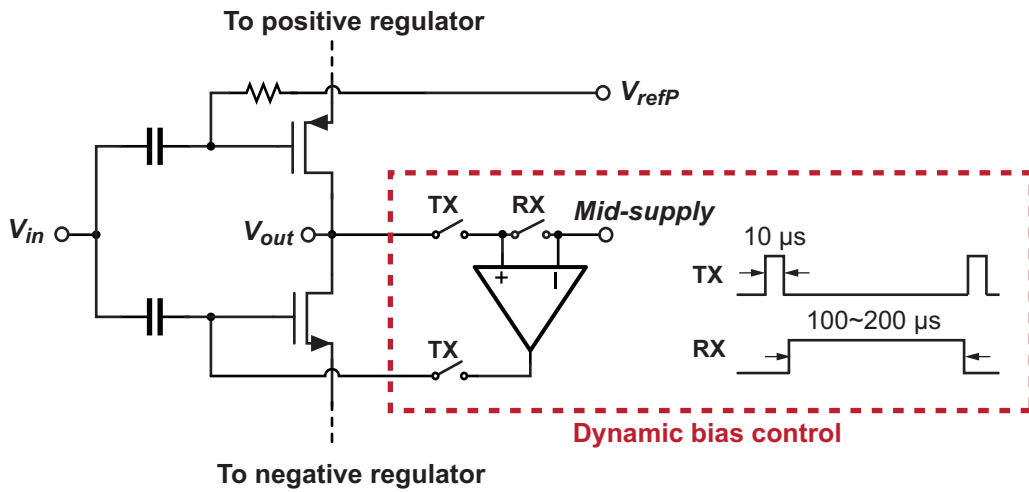 To positive regulator
VrefP
Vin
Vout
TX
RX
Mid-supply
+
−
TX
10 µs
TX
100~200 µs
RX
Dynamic bias control
To negative regulator